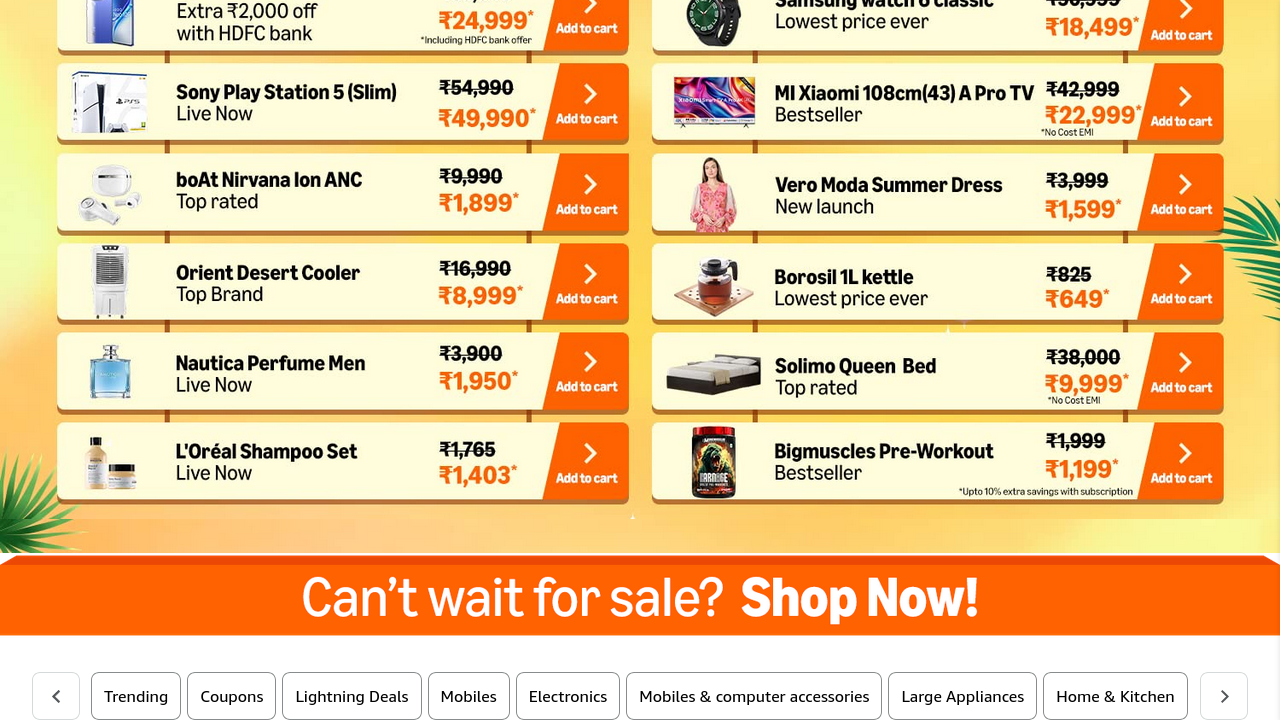 Extra ₹2,000 off
with HDFC bank
₹24,999*
*Including HDFC bank offer
Add to cart
Samsung watch 6 classic
Lowest price ever
₹18,499*
Add to cart
Sony Play Station 5 (Slim)
Live Now
₹54,990
₹49,990*
Add to cart
MI Xiaomi 108cm(43) A Pro TV
Bestseller
₹42,999
₹22,999*
*No Cost EMI
Add to cart
boAt Nirvana Ion ANC
Top rated
₹9,990
₹1,899*
Add to cart
Vero Moda Summer Dress
New launch
₹3,999
₹1,599*
Add to cart
Orient Desert Cooler
Top Brand
₹16,990
₹8,999*
Add to cart
Borosil 1L kettle
Lowest price ever
₹825
₹649*
Add to cart
Nautica Perfume Men
Live Now
₹3,900
₹1,950*
Add to cart
Solimo Queen Bed
Top rated
₹38,000
₹9,999*
*No Cost EMI
Add to cart
L'Oréal Shampoo Set
Live Now
₹1,765
₹1,403*
Add to cart
Bigmuscles Pre-Workout
Bestseller
₹1,999
₹1,199*
*Upto 10% extra savings with subscription
Add to cart
Can't wait for sale? Shop Now!
Trending
Coupons
Lightning Deals
Mobiles
Electronics
Mobiles & computer accessories
Large Appliances
Home & Kitchen